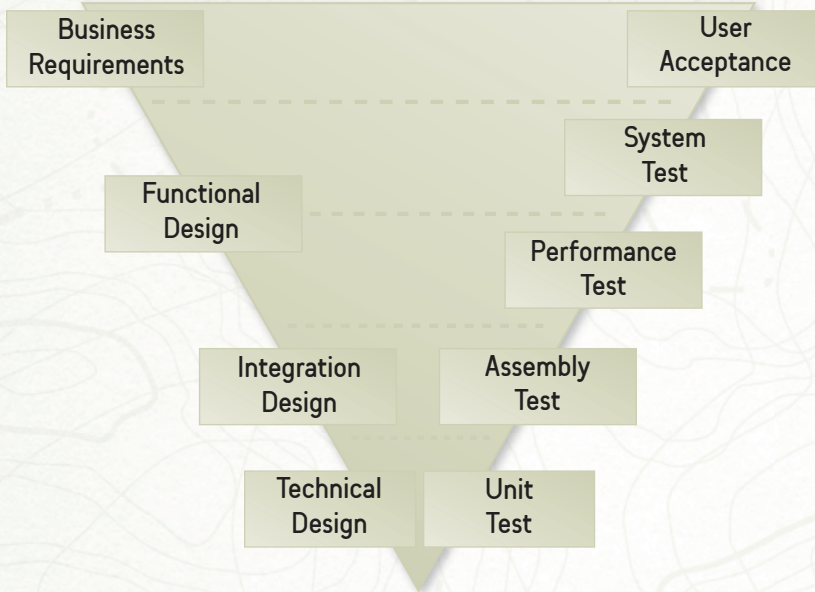 Business
Requirements
User
Acceptance
System
Test
Functional
Design
Performance
Test
Integration
Design
Assembly
Test
Technical
Design
Unit
Test